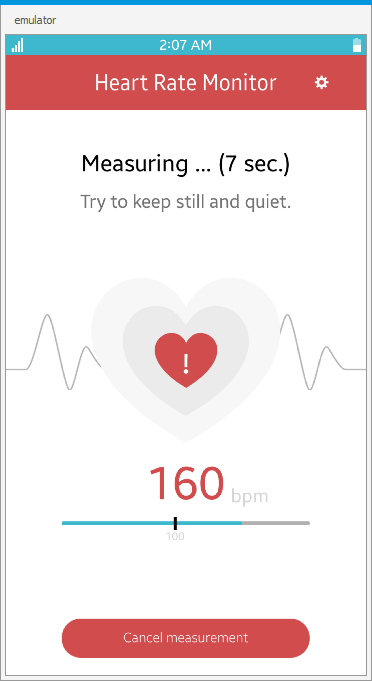 emulator
2:07 AM
Heart Rate Monitor
Measuring ... (7 sec.)
Try to keep still and quiet.
!
160 bpm
100
Cancel measurement